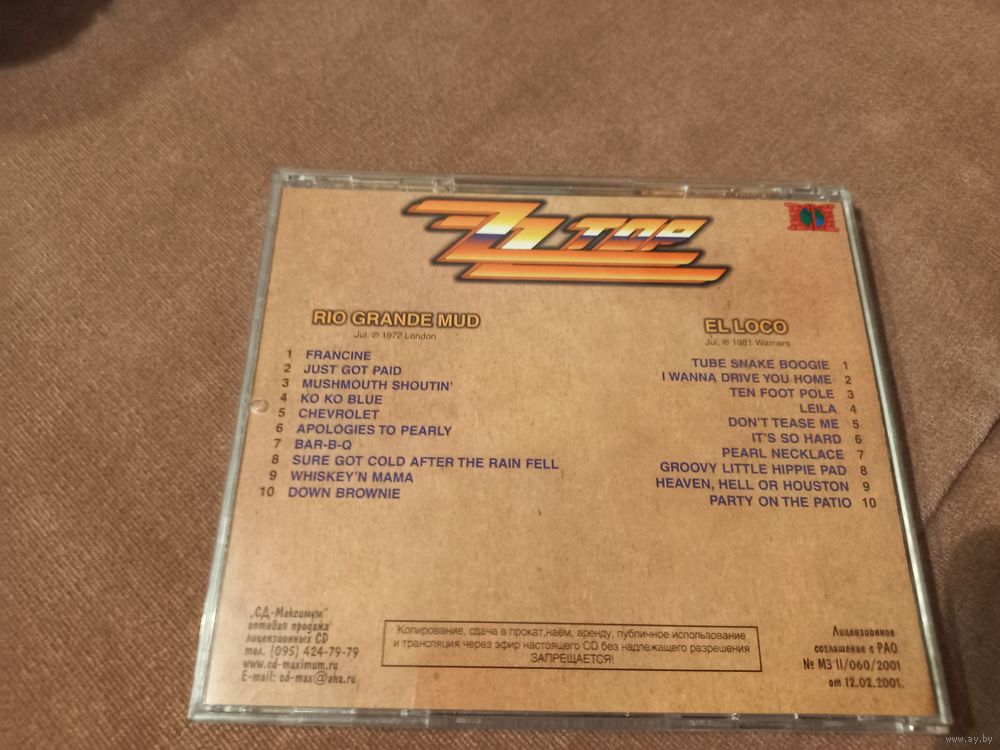 ZZ TOP
RIO GRANDE MUD
Jul. ℗ 1972 London
1 FRANCINE
2 JUST GOT PAID
3 MUSHMOUTH SHOUTIN'
4 KO KO BLUE
5 CHEVROLET
6 APOLOGIES TO PEARLY
7 BAR-B-Q
8 SURE GOT COLD AFTER THE RAIN FELL
9 WHISKEY'N MAMA
10 DOWN BROWNIE
EL LOCO
Jul. ℗ 1981 Warners
TUBE SNAKE BOOGIE 1
I WANNA DRIVE YOU HOME 2
TEN FOOT POLE 3
LEILA 4
DON'T TEASE ME 5
IT'S SO HARD 6
PEARL NECKLACE 7
GROOVY LITTLE HIPPIE PAD 8
HEAVEN, HELL OR HOUSTON 9
PARTY ON THE PATIO 10
„СД-Максимум"
оптовая продажа
лицензионных CD
тел. (095) 424-79-79
www.cd-maximum.ru
E-mail: cd-max@aha.ru
Копирование, сдача в прокат,наём, аренду, публичное использование
и трансляция через эфир настоящего CD без надлежащего разрешения
ЗАПРЕЩАЕТСЯ!
Лицензионное
соглашение с РАО
№ МЗ II/060/2001
от 12.02.2001.
www.ay.by